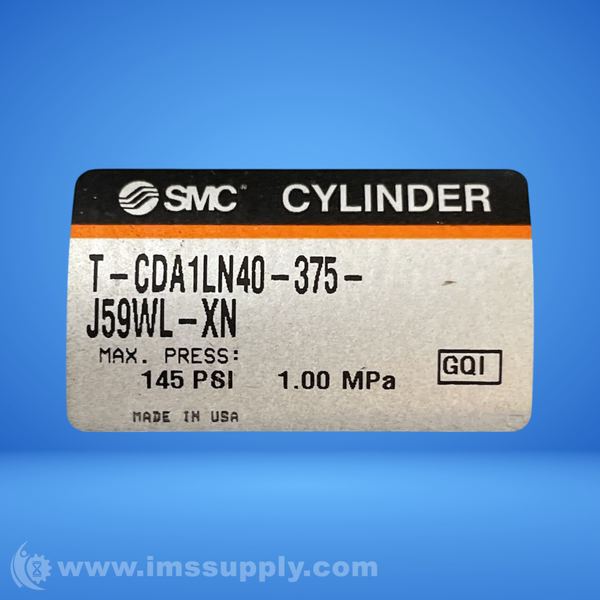 SMC CYLINDER
T-CDA1LN40-375-
J59WL-XN
MAX. PRESS:
145 PSI 1.00 MPa
GQI
MADE IN USA
www.imssupply.com